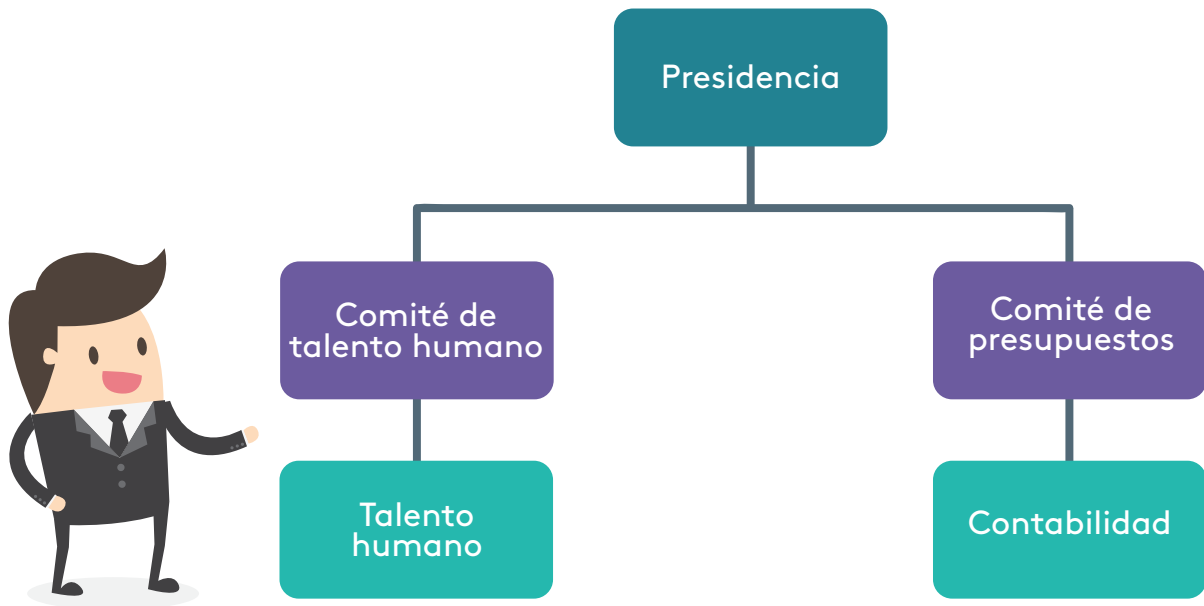 Presidencia
Comité de
talento humano
Comité de
presupuestos
Talento
humano
Contabilidad